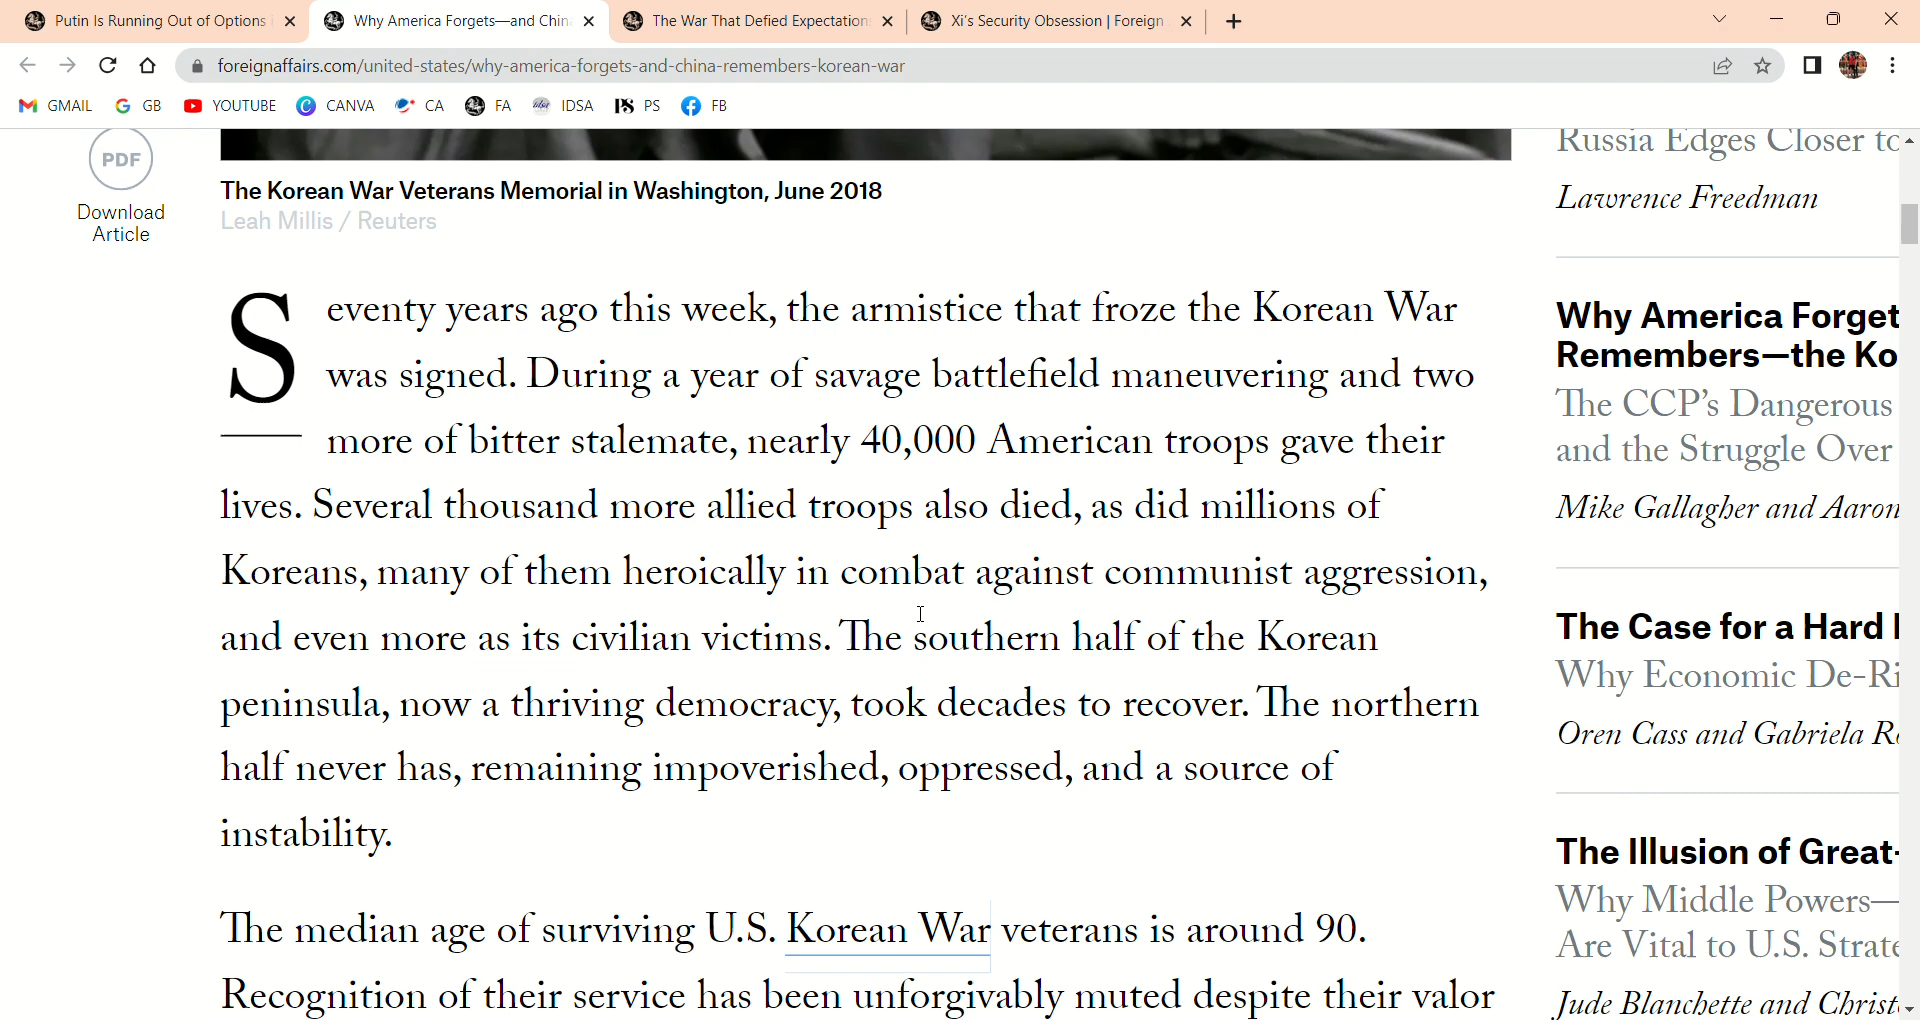 Putin Is Running Out of Options
Why America Forgets—and Chin
The War That Defied Expectation
Xi's Security Obsession | Foreign
foreignaffairs.com/united-states/why-america-forgets-and-china-remembers-korean-war
GMAIL
GB
YOUTUBE
CANVA
CA
FA
IDSA
PS PS
FB
PDF
Download
Article
The Korean War Veterans Memorial in Washington, June 2018
Leah Millis / Reuters
Seventy years ago this week, the armistice that froze the Korean War
was signed. During a year of savage battlefield maneuvering and two
more of bitter stalemate, nearly 40,000 American troops gave their
lives. Several thousand more allied troops also died, as did millions of
Koreans, many of them heroically in combat against communist aggression,
and even more as its civilian victims. The southern half of the Korean
peninsula, now a thriving democracy, took decades to recover. The northern
half never has, remaining impoverished, oppressed, and a source of
instability.
The median age of surviving U.S. Korean War veterans is around 90.
Recognition of their service has been unforgivably muted despite their valor
Russia Edges Closer to
Lawrence Freedman
Why America Forget
Remembers—the Ko
The CCP's Dangerous
and the Struggle Over
Mike Gallagher and Aaron
The Case for a Hard
Why Economic De-Ri
Oren Cass and Gabriela R
The Illusion of Great-
Why Middle Powers—
Are Vital to U.S. Strate
Jude Blanchette and Christ